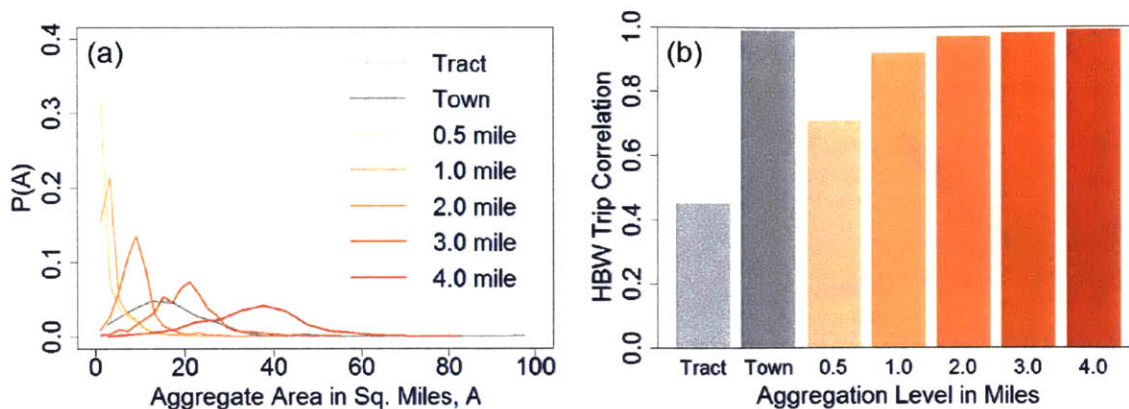 (a)
P(A)
0.4
0.3
0.2
0.1
0.0
Tract
Town
0.5 mile
1.0 mile
2.0 mile
3.0 mile
4.0 mile
0 20 40 60 80 100
Aggregate Area in Sq. Miles, A
(b)
HBW Trip Correlation
1.0
0.8
0.6
0.4
0.2
0.0
Tract Town 0.5 1.0 2.0 3.0 4.0
Aggregation Level in Miles